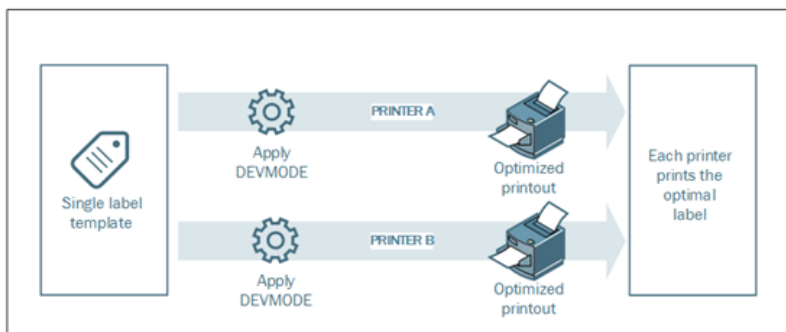 Single label
template
Apply
DEVMODE
PRINTER A
Optimized
printout
Apply
DEVMODE
PRINTER B
Optimized
printout
Each printer
prints the
optimal
label